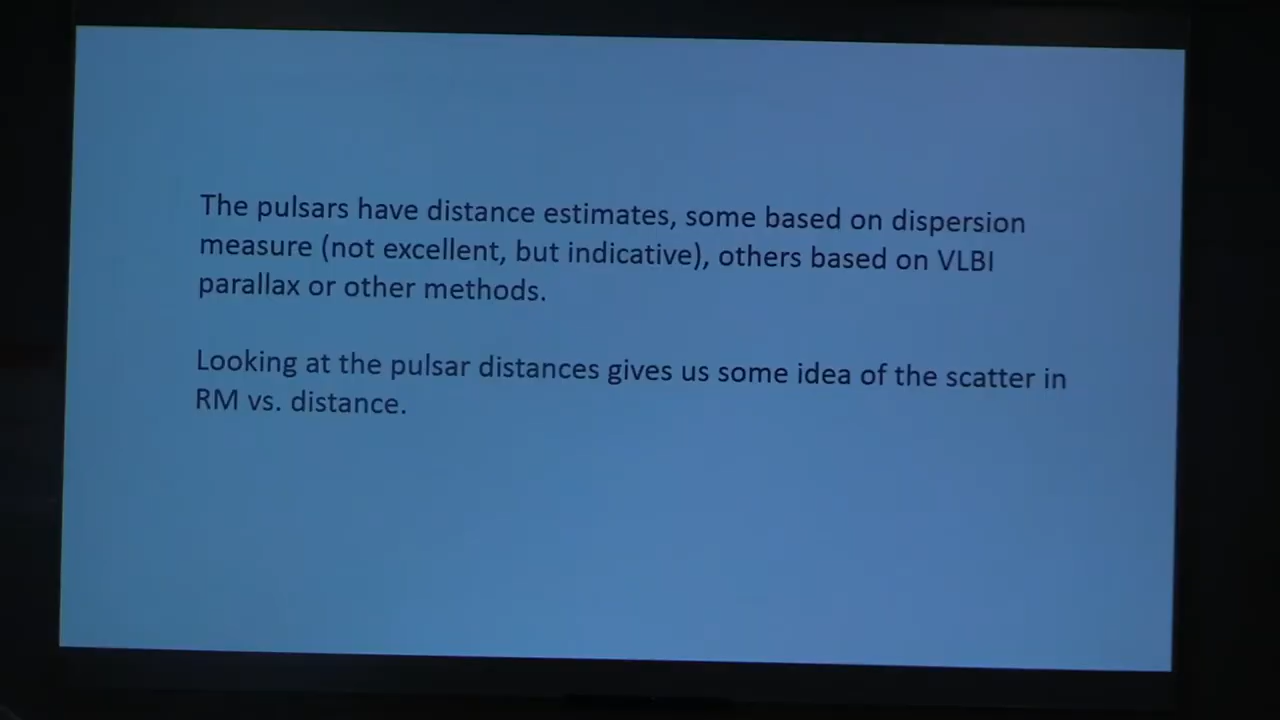 The pulsars have distance estimates, some based on dispersion
measure (not excellent, but indicative), others based on VLBI
parallax or other methods.
Looking at the pulsar distances gives us some idea of the scatter in
RM vs. distance.